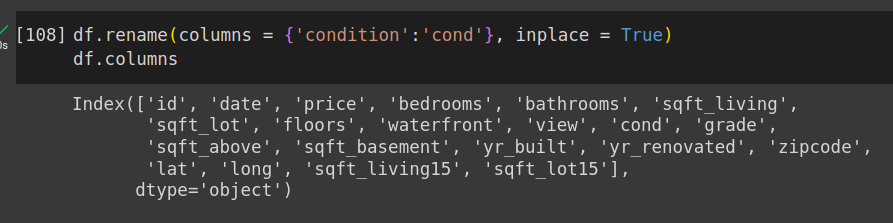 [108] df.rename(columns = {'condition':'cond'}, inplace = True)
0s
df.columns
Index(['id', 'date', 'price', 'bedrooms', 'bathrooms', 'sqft_living',
'sqft_lot', 'floors', 'waterfront', 'view', 'cond', 'grade',
'sqft_above', 'sqft_basement', 'yr_built', 'yr_renovated', 'zipcode',
'lat', 'long', 'sqft_living15', 'sqft_lot15'],
dtype='object')